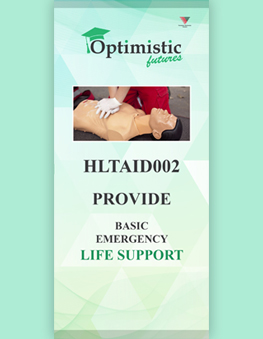 Optimistic
futures
HLTAID002
PROVIDE
BASIC
EMERGENCY
LIFE SUPPORT